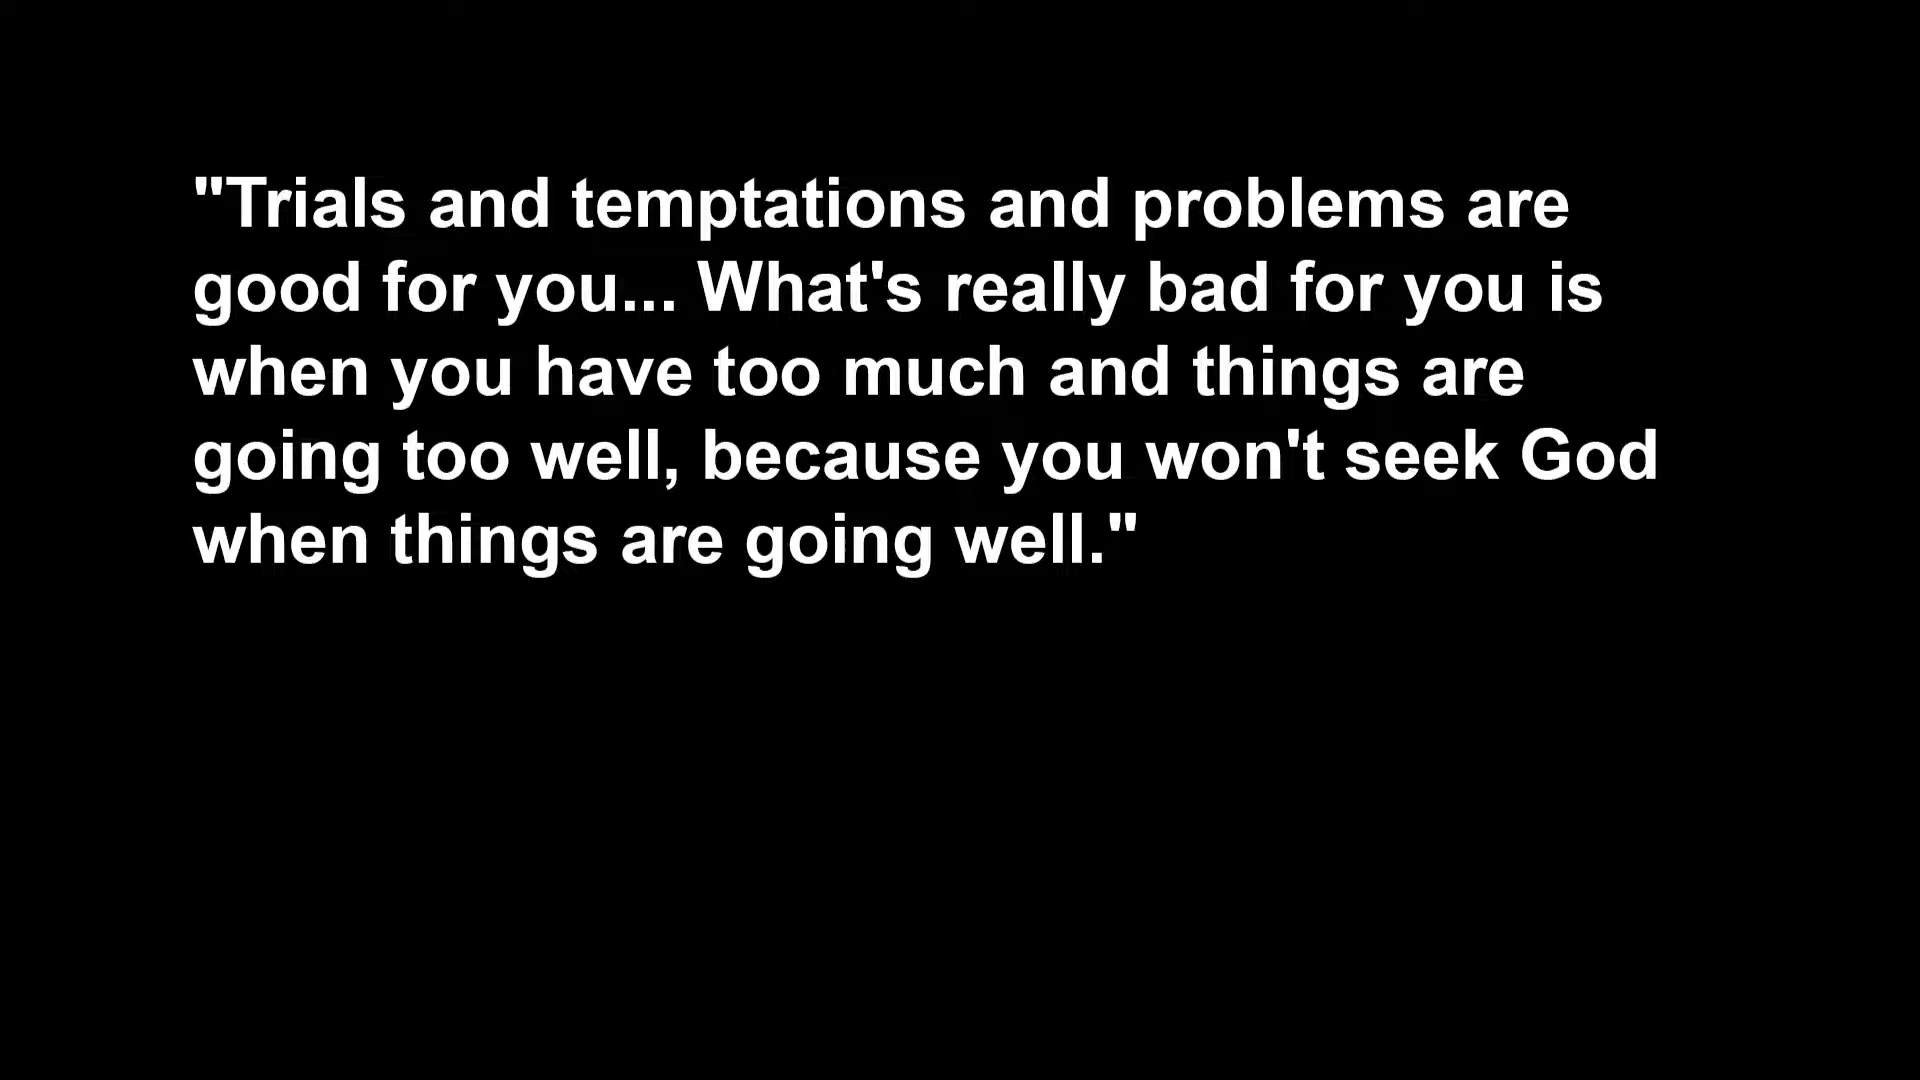 "Trials and temptations and problems are
good for you... What's really bad for you is
when you have too much and things are
going too well, because you won't seek God
when things are going well."